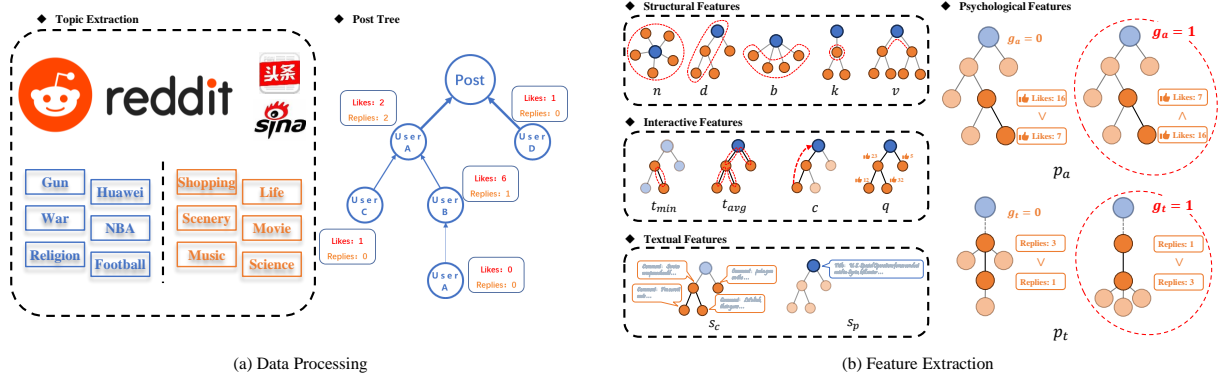 ◆ Topic Extraction
reddit
头条
sina
Gun
Huawei
War
NBA
Religion
Football
Shopping
Life
Scenery
Movie
Music
Science
◆ Post Tree
Post
Likes: 2
Replies: 2
Likes: 1
Replies: 0
User A
User D
Likes: 6
Replies: 1
User C
User B
Likes: 1
Replies: 0
Likes: 0
Replies: 0
User A
(a) Data Processing
◆ Structural Features
n d b k v
◆ Interactive Features
23 5
12 32
t_min t_avg c q
◆ Textual Features
s_c s_p
◆ Psychological Features
g_a = 0
g_a = 1
Likes: 16
∨
Likes: 7
Likes: 7
∧
Likes: 16
p_a
g_t = 0
g_t = 1
Replies: 3
∨
Replies: 1
Replies: 1
∨
Replies: 3
p_t
(b) Feature Extraction